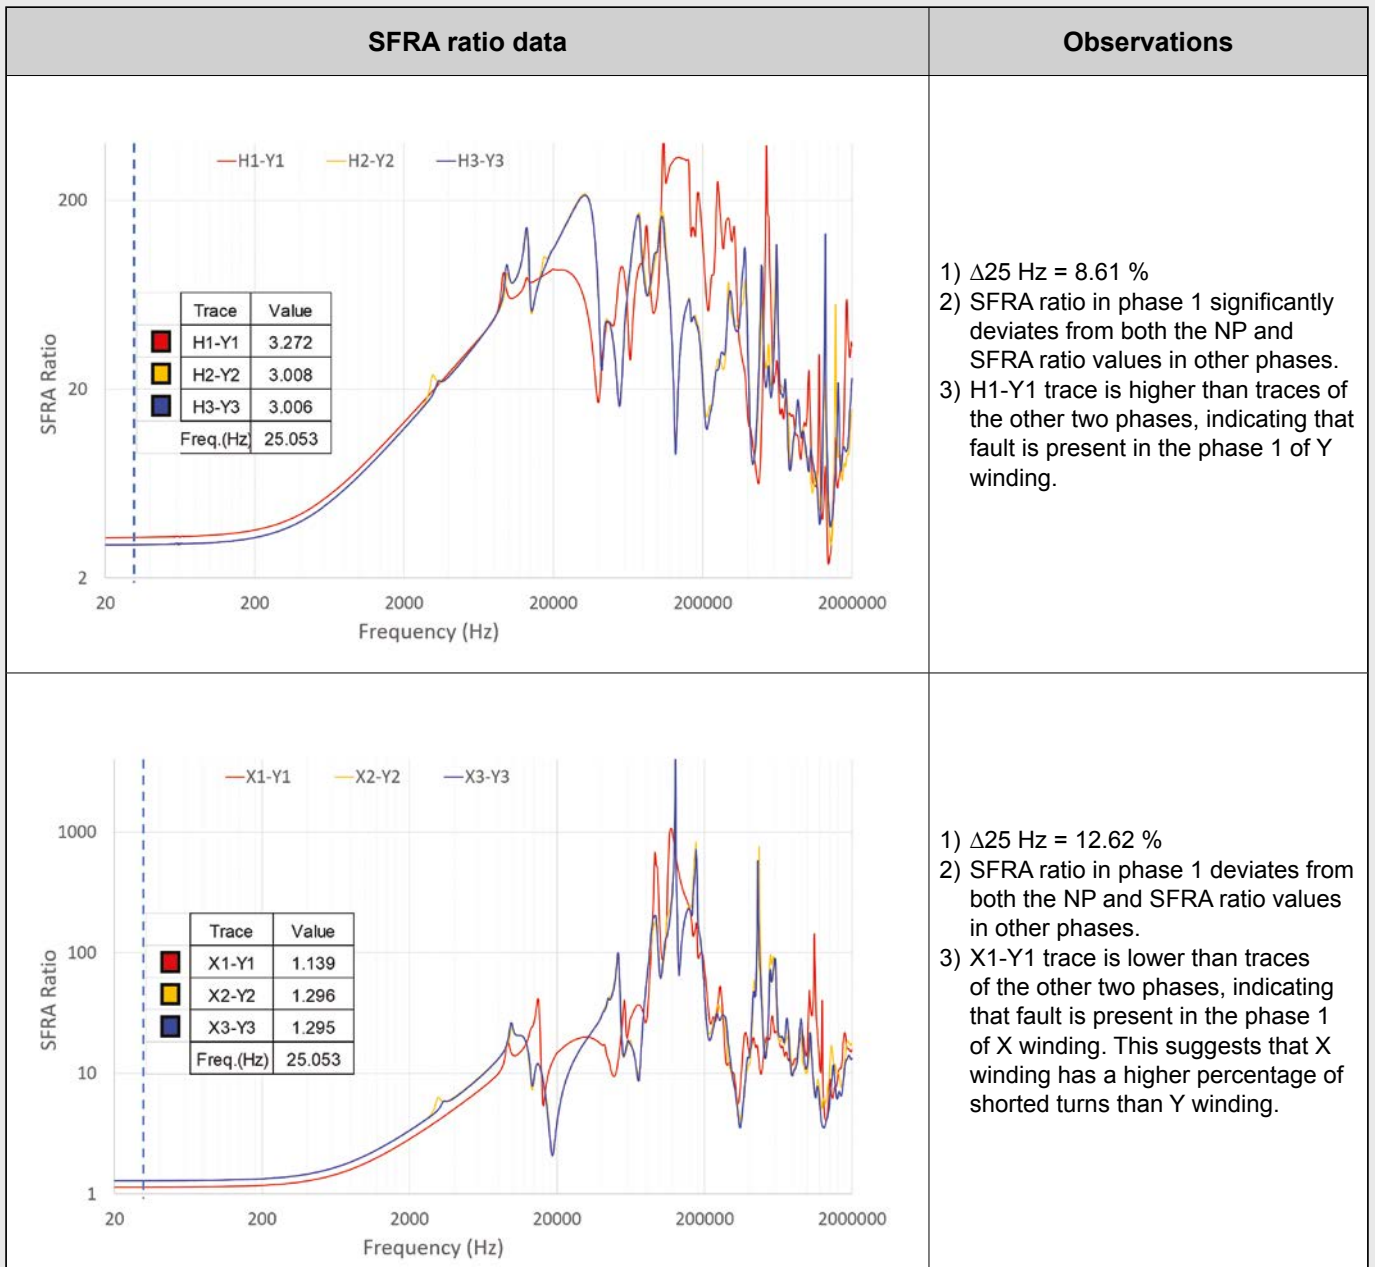 SFRA ratio data
Observations
H1-Y1 H2-Y2 H3-Y3
200
20
2
SFRA Ratio
Trace Value
H1-Y1 3.272
H2-Y2 3.008
H3-Y3 3.006
Freq.(Hz) 25.053
20 200 2000 20000 200000 2000000
Frequency (Hz)
1) Δ25 Hz = 8.61 %
2) SFRA ratio in phase 1 significantly
deviates from both the NP and
SFRA ratio values in other phases.
3) H1-Y1 trace is higher than traces of
the other two phases, indicating that
fault is present in the phase 1 of Y
winding.
X1-Y1 X2-Y2 X3-Y3
1000
100
10
1
SFRA Ratio
Trace Value
X1-Y1 1.139
X2-Y2 1.296
X3-Y3 1.295
Freq.(Hz) 25.053
20 200 2000 20000 200000 2000000
Frequency (Hz)
1) Δ25 Hz = 12.62 %
2) SFRA ratio in phase 1 deviates from
both the NP and SFRA ratio values
in other phases.
3) X1-Y1 trace is lower than traces
of the other two phases, indicating
that fault is present in the phase 1
of X winding. This suggests that X
winding has a higher percentage of
shorted turns than Y winding.